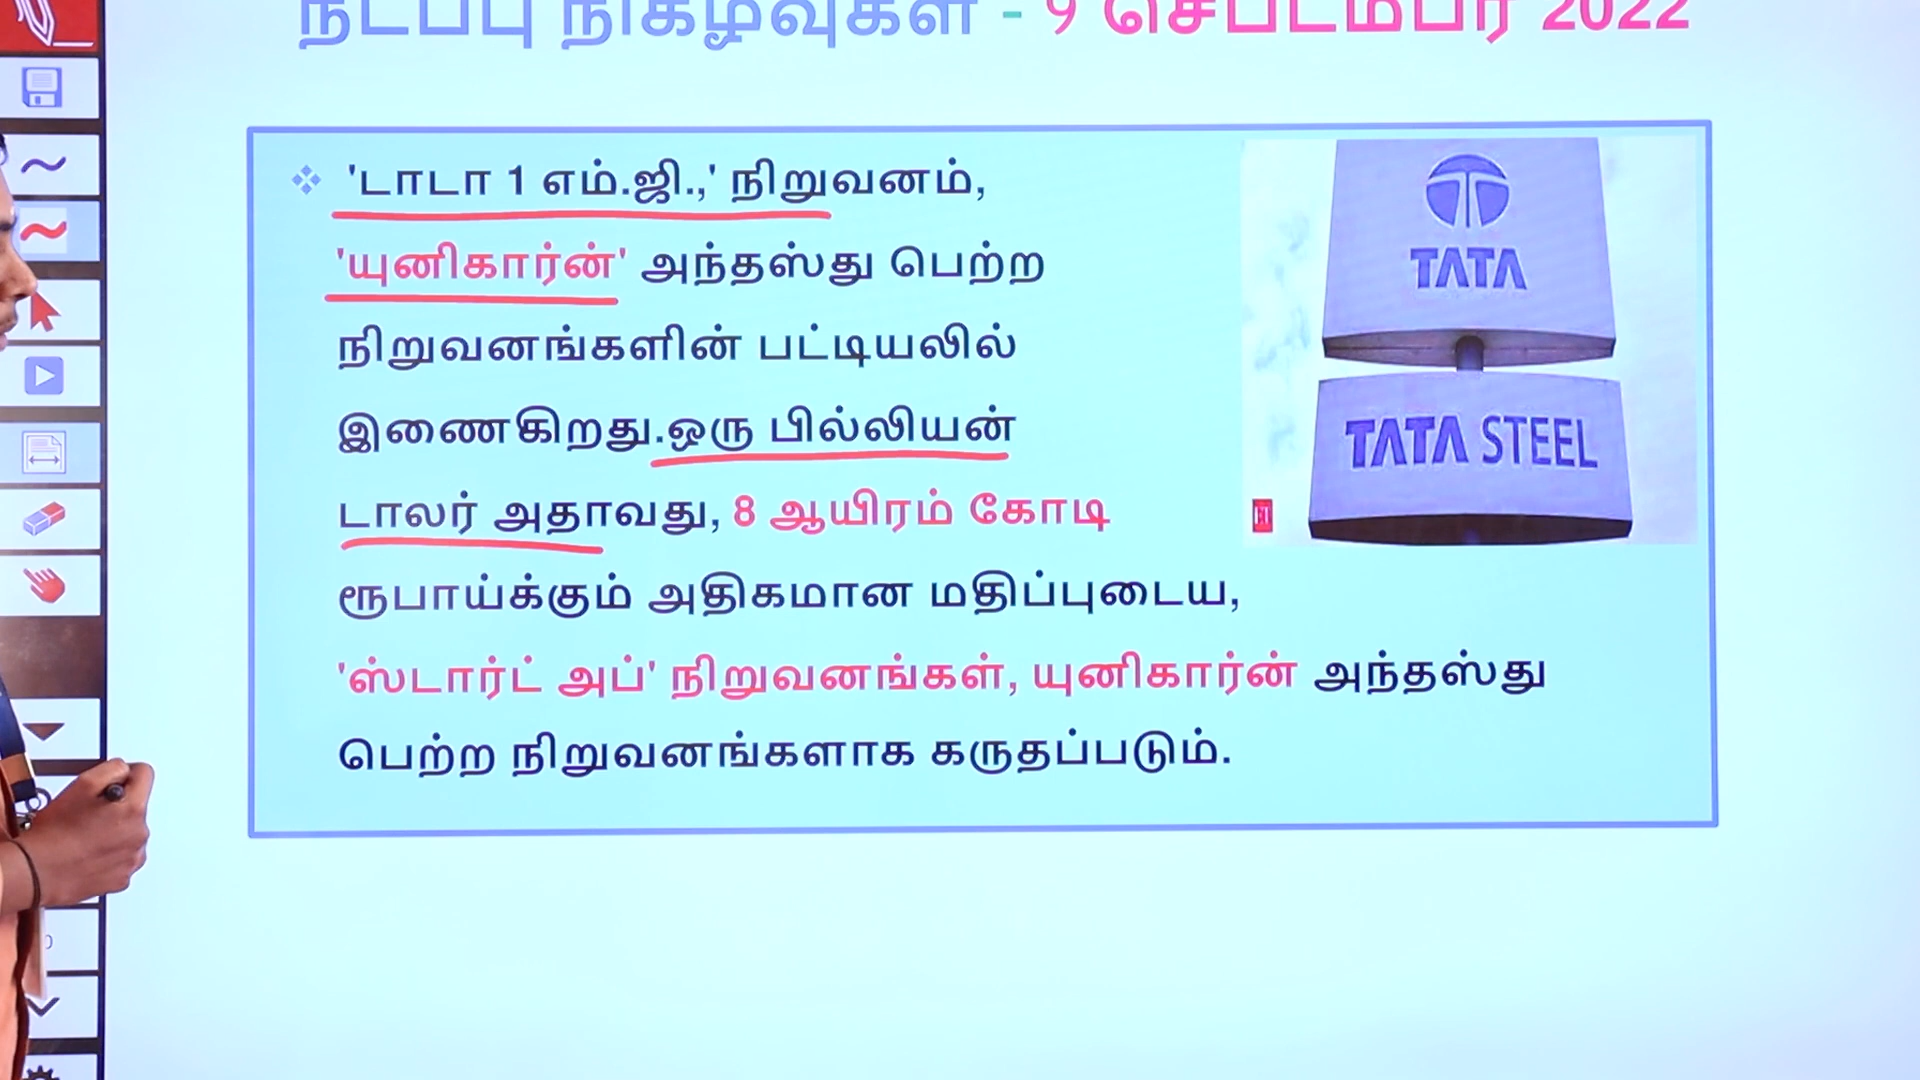 நடப்பு நிகழ்வுகள் - 9 செப்டம்பர் 2022
'டாடா 1 எம்.ஜி.,' நிறுவனம்,
'யுனிகார்ன்' அந்தஸ்து பெற்ற
நிறுவனங்களின் பட்டியலில்
இணைகிறது.ஒரு பில்லியன்
டாலர் அதாவது, 8 ஆயிரம் கோடி
ரூபாய்க்கும் அதிகமான மதிப்புடைய,
'ஸ்டார்ட் அப்' நிறுவனங்கள், யுனிகார்ன் அந்தஸ்து
பெற்ற நிறுவனங்களாக கருதப்படும்.
TATA
TATA STEEL
ET